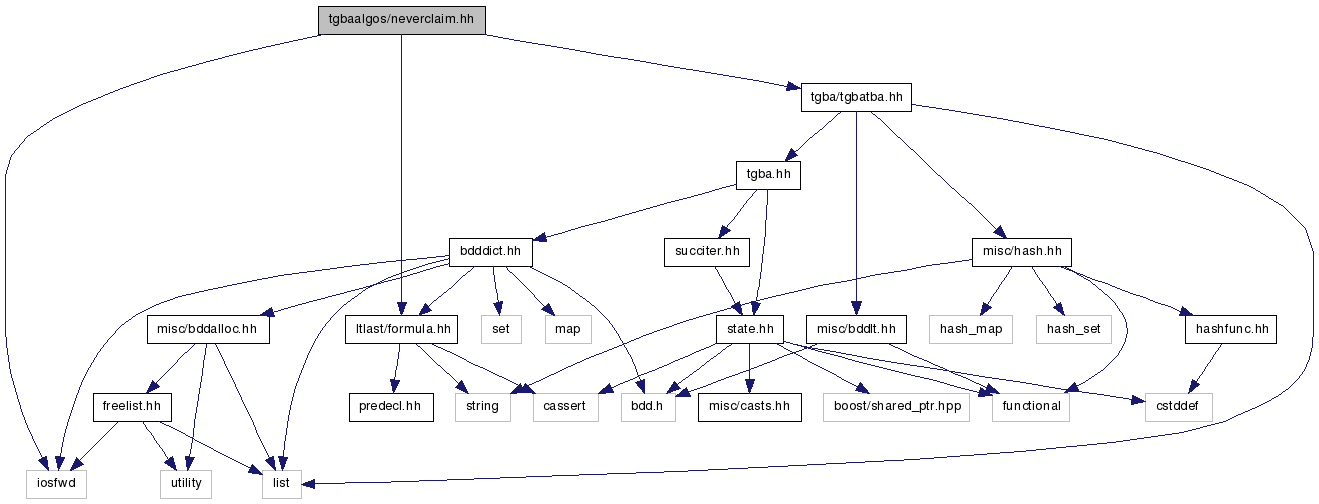 tgbaalgos/neverclaim.hh
tgba/tgbatba.hh
tgba.hh
bdddict.hh
succiter.hh
misc/hash.hh
misc/bddalloc.hh
ltlast/formula.hh
set
map
state.hh
misc/bddlt.hh
hash_map
hash_set
hashfunc.hh
freelist.hh
predecl.hh
string
cassert
bdd.h
misc/casts.hh
boost/shared_ptr.hpp
functional
cstddef
iosfwd
utility
list